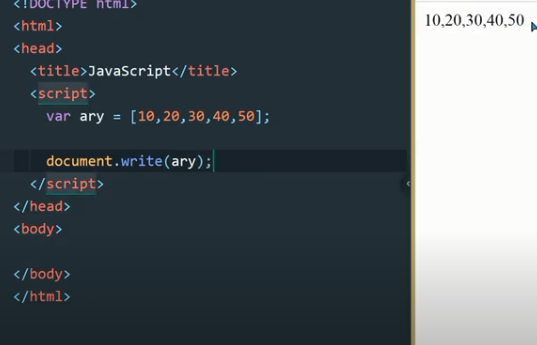 <!DOCTYPE html>
<html>
<head>
<title>JavaScript</title>
<script>
var ary = [10,20,30,40,50];
document.write(ary);
</script>
</head>
<body>
</body>
</html>
10,20,30,40,50